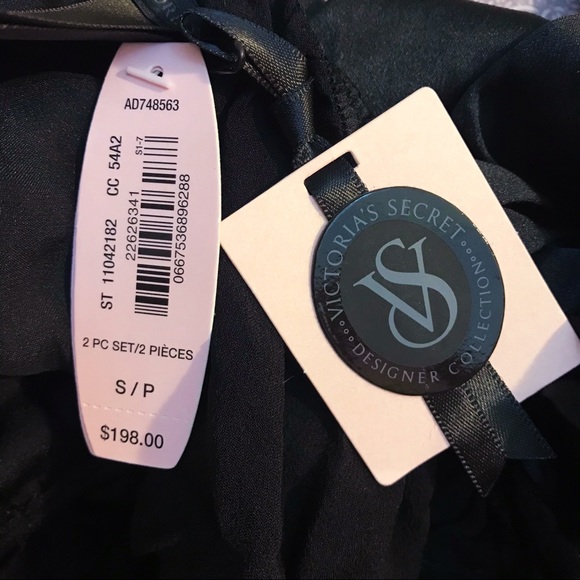 AD748563
ST 11042182 CC 54A2
22626341 S1-7
0667536896288
2 PC SET/2 PIÈCES
S / P
$198.00
VICTORIA'S SECRET
VS
DESIGNER COLLECTION